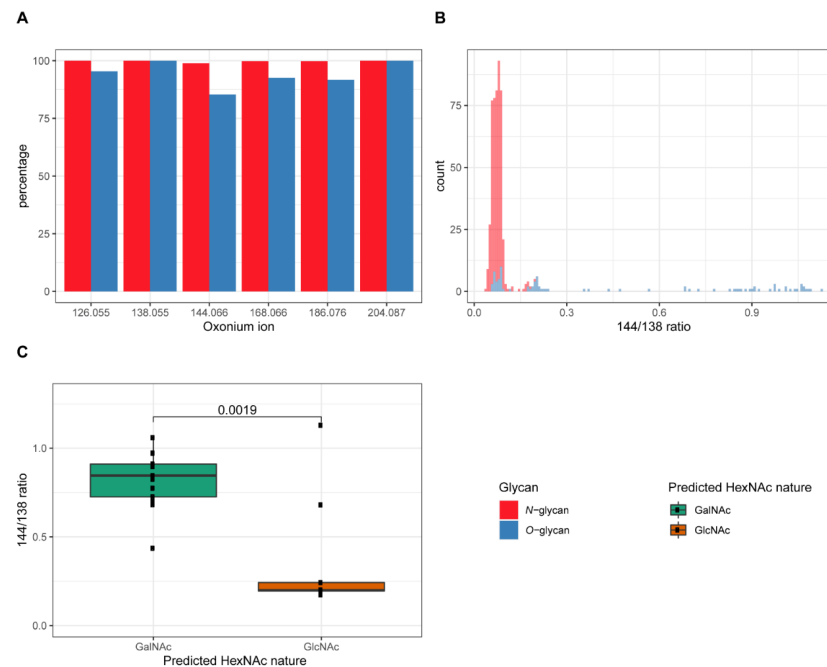 A
percentage
100
75
50
25
0
126.055 138.055 144.066 168.066 186.076 204.087
Oxonium ion
B
count
75
50
25
0
0.0 0.3 0.6 0.9
144/138 ratio
C
144/138 ratio
1.0
0.5
0.0
0.0019
GalNAc GlcNAc
Predicted HexNAc nature
Glycan
N-glycan
O-glycan
Predicted HexNAc nature
GalNAc
GlcNAc